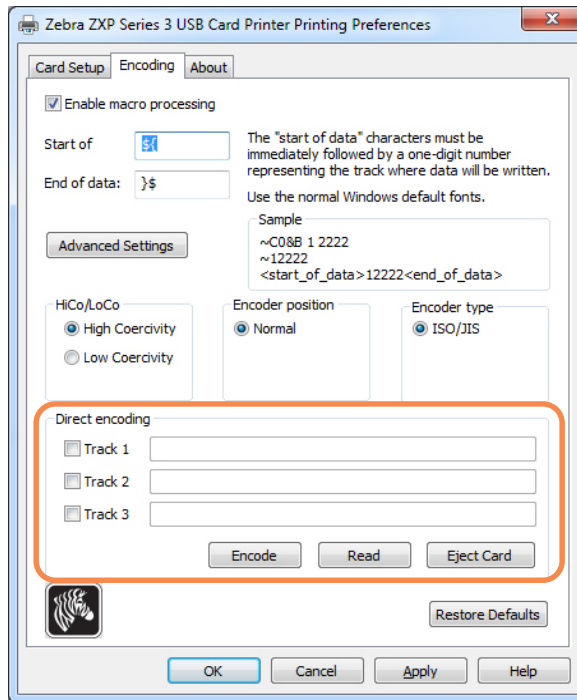 Zebra ZXP Series 3 USB Card Printer Printing Preferences
Card Setup Encoding About
Enable macro processing
Start of ${
End of data: }$
The "start of data" characters must be
immediately followed by a one-digit number
representing the track where data will be written.
Use the normal Windows default fonts.
Advanced Settings
Sample
~C0&B 1 2222
~12222
<start_of_data>12222<end_of_data>
HiCo/LoCo
High Coercivity
Low Coercivity
Encoder position
Normal
Encoder type
ISO/JIS
Direct encoding
Track 1
Track 2
Track 3
Encode Read Eject Card
Restore Defaults
OK Cancel Apply Help